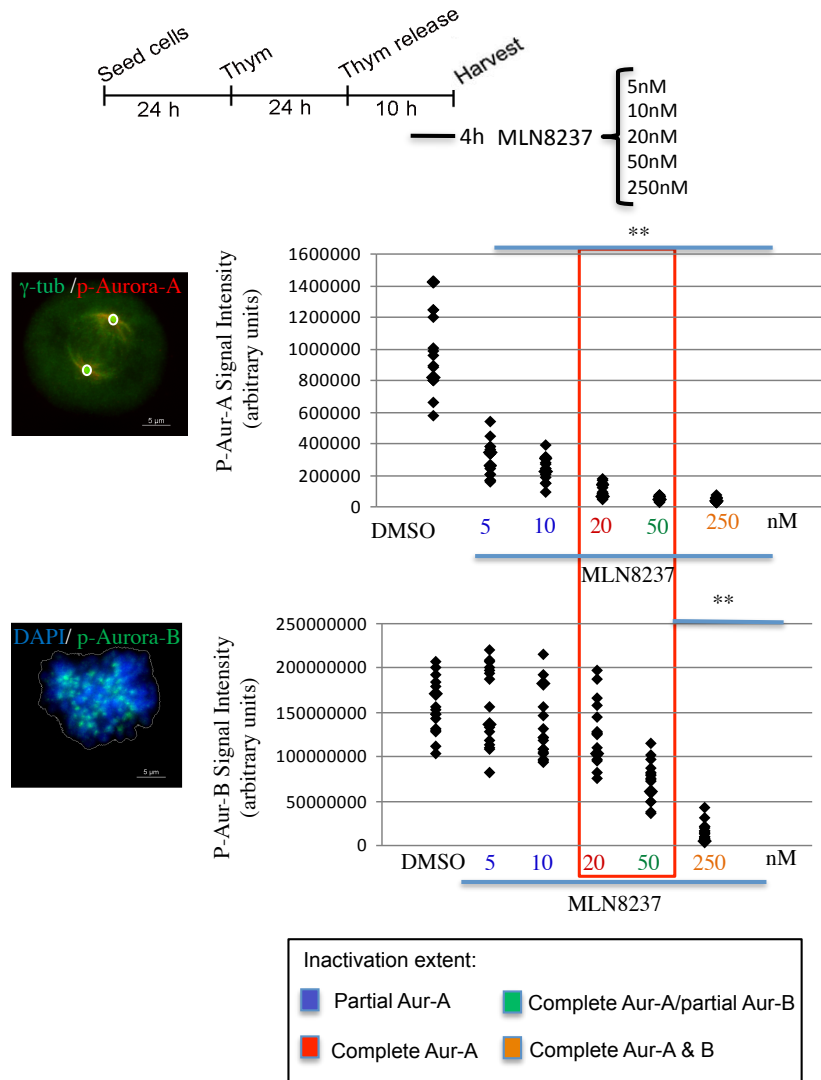 Seed cells
Thym
Thym release
Harvest
24 h
24 h
10 h
4h MLN8237
5nM
10nM
20nM
50nM
250nM
γ-tub /p-Aurora-A
5 µm
P-Aur-A Signal Intensity
(arbitrary units)
**
1600000
1400000
1200000
1000000
800000
600000
400000
200000
0
DMSO 5 10 20 50 250 nM
MLN8237
DAPI/ p-Aurora-B
5 µm
P-Aur-B Signal Intensity
(arbitrary units)
**
250000000
200000000
150000000
100000000
50000000
0
DMSO 5 10 20 50 250 nM
MLN8237
Inactivation extent:
Partial Aur-A
Complete Aur-A/partial Aur-B
Complete Aur-A
Complete Aur-A & B